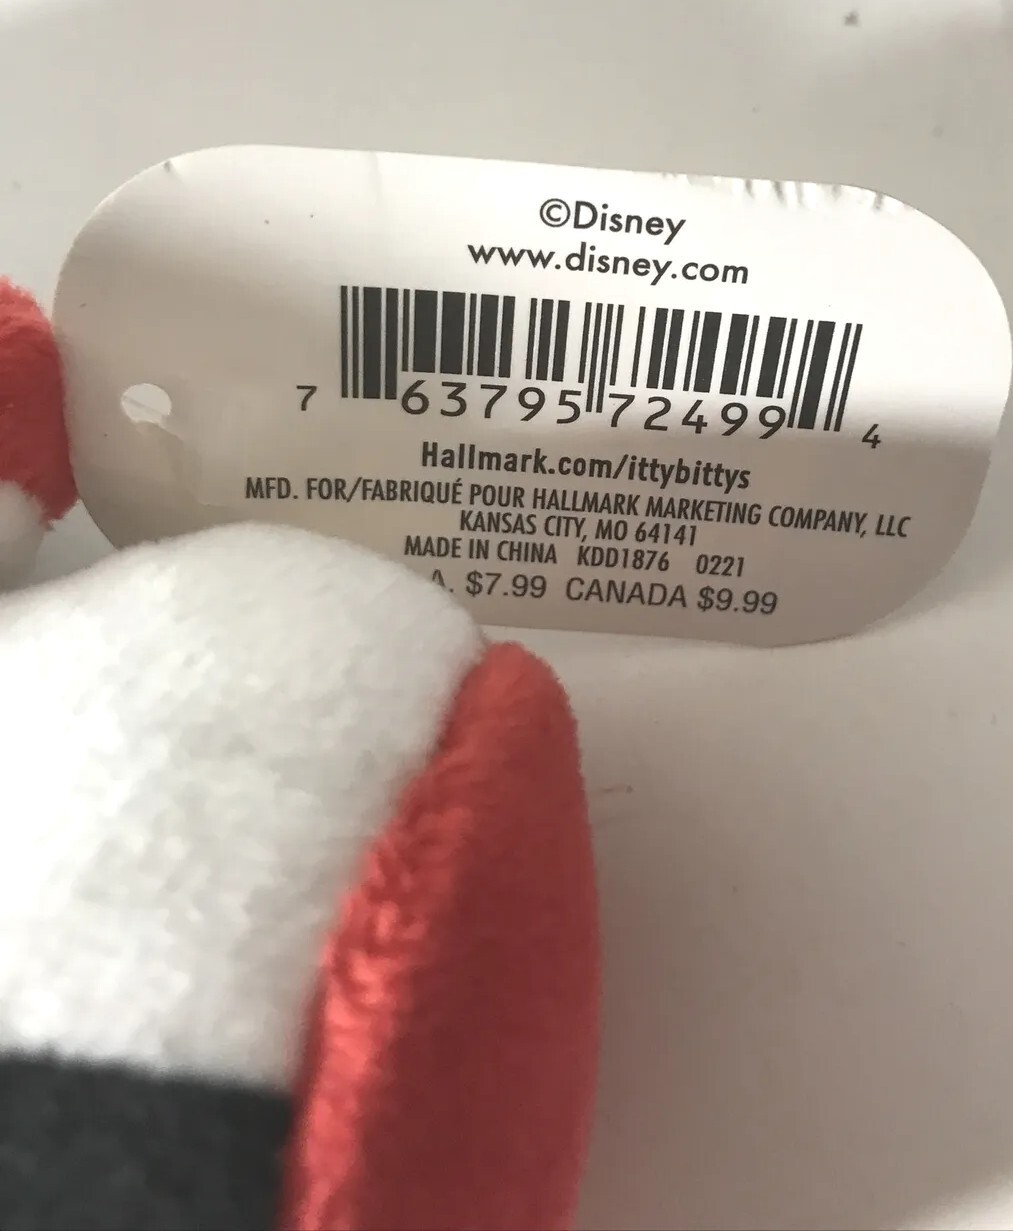 ©Disney
www.disney.com
7 63795 72499 4
Hallmark.com/ittybittys
MFD. FOR/FABRIQUÉ POUR HALLMARK MARKETING COMPANY, LLC
KANSAS CITY, MO 64141
MADE IN CHINA KDD1876 0221
$7.99 CANADA $9.99